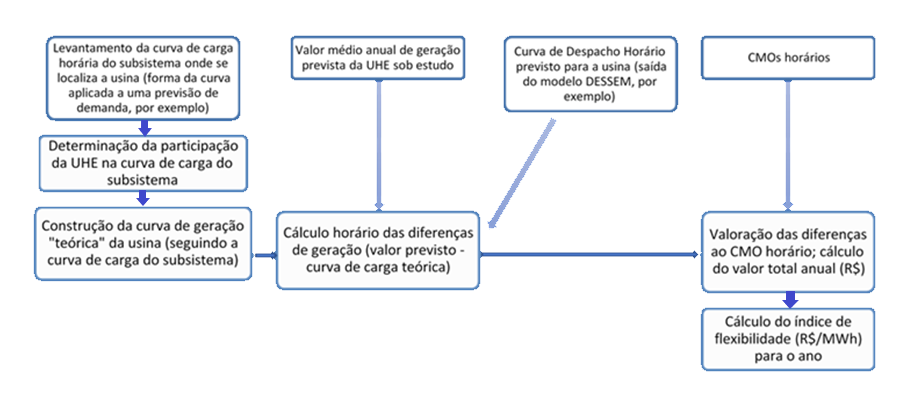 Levantamento da curva de carga
horária do subsistema onde se
localiza a usina (forma da curva
aplicada a uma previsão de
demanda, por exemplo)
Determinação da participação
da UHE na curva de carga do
subsistema
Construção da curva de geração
"teórica" da usina (seguindo a
curva de carga do subsistema)
Valor médio anual de geração
prevista da UHE sob estudo
Cálculo horário das diferenças
de geração (valor previsto -
curva de carga teórica)
Curva de Despacho Horário
previsto para a usina (saída
do modelo DESSEM, por
exemplo)
CMOs horários
Valoração das diferenças
ao CMO horário; cálculo
do valor total anual (R$)
Cálculo do índice de
flexibilidade (R$/MWh)
para o ano